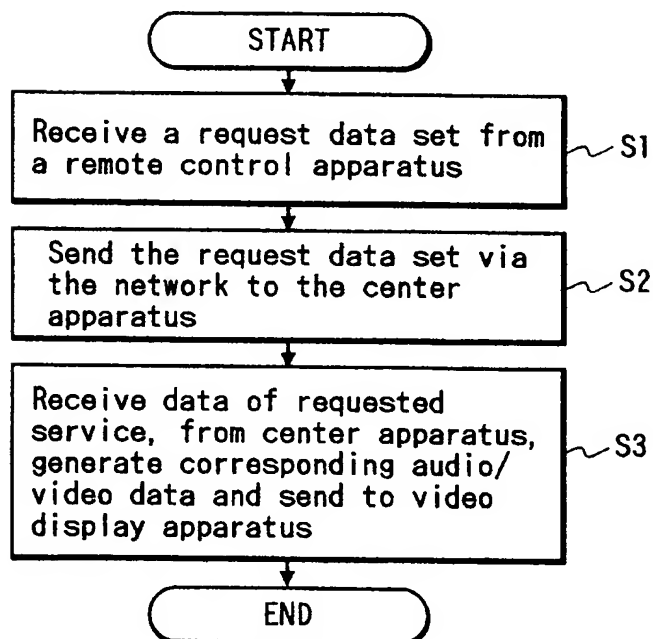 START
Receive a request data set from
a remote control apparatus
S1
Send the request data set via
the network to the center
apparatus
S2
Receive data of requested
service, from center apparatus,
generate corresponding audio/
video data and send to video
display apparatus
S3
END